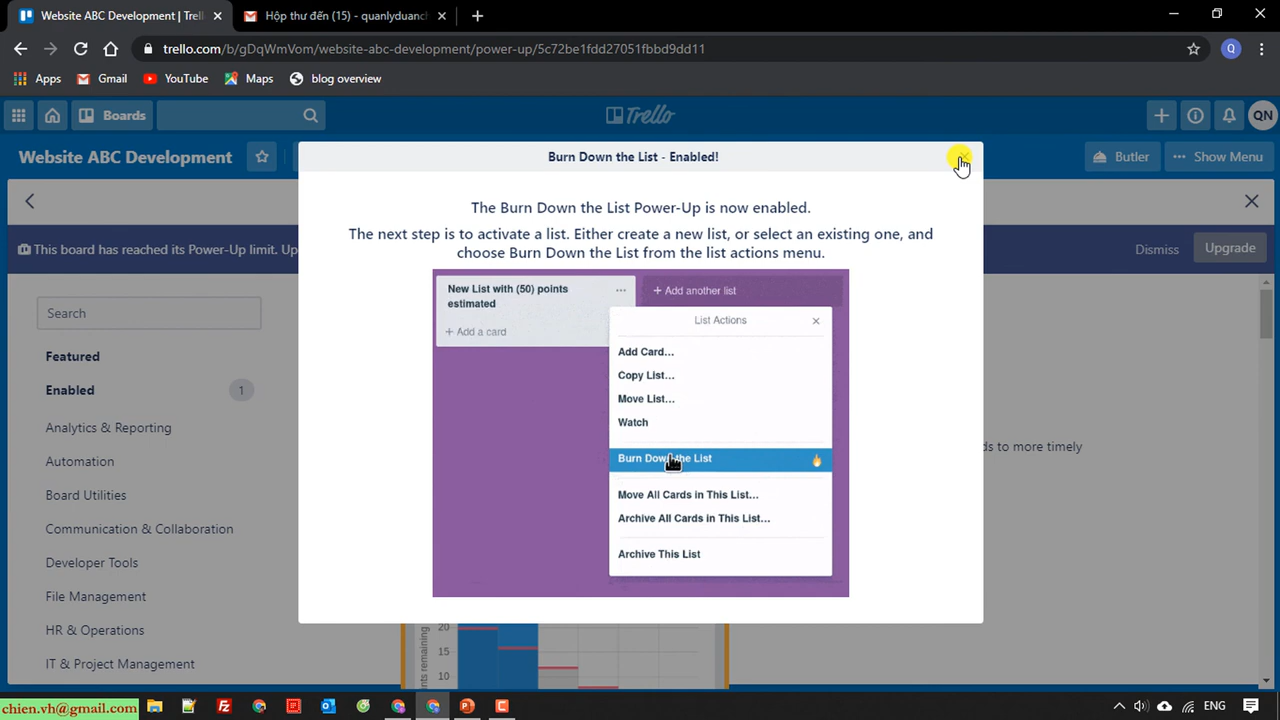 Website ABC Development | Trell
Hộp thư đến (15) - quanlyduanch
trello.com/b/gDqWmVom/website-abc-development/power-up/5c72be1fdd27051fbbd9dd11
Q
Apps
Gmail
YouTube
Maps
blog overview
Boards
Trello
QN
Website ABC Development
Butler
Show Menu
Burn Down the List - Enabled!
The Burn Down the List Power-Up is now enabled.
The next step is to activate a list. Either create a new list, or select an existing one, and
choose Burn Down the List from the list actions menu.
This board has reached its Power-Up limit. Up
Dismiss
Upgrade
New List with (50) points
estimated
+ Add a card
+ Add another list
List Actions
Add Card...
Copy List...
Move List...
Watch
Burn Down the List
Move All Cards in This List...
Archive All Cards in This List...
Archive This List
Search
Featured
Enabled
1
Analytics & Reporting
Automation
Board Utilities
Communication & Collaboration
Developer Tools
File Management
HR & Operations
IT & Project Management
ds to more timely
nts remaining
20
15
10
chien.vh@gmail.com
ENG